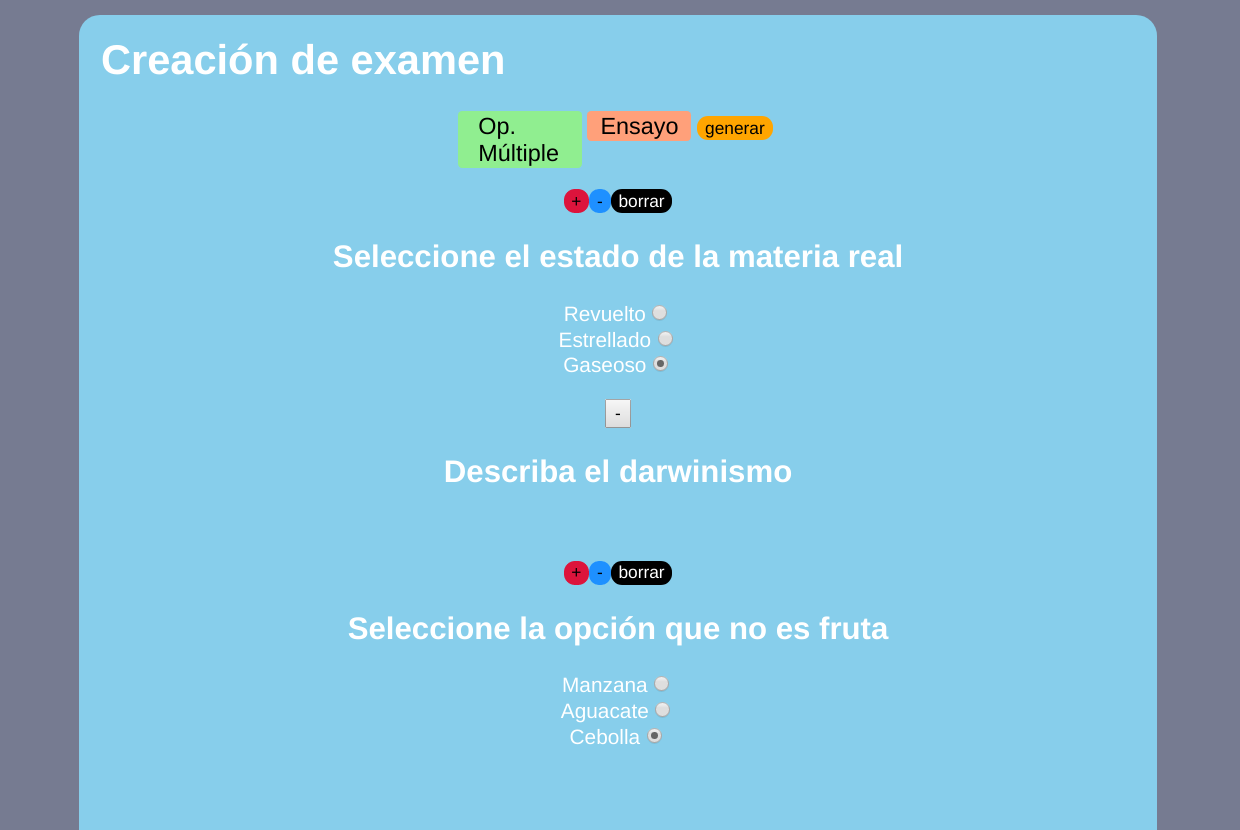 Creación de examen
Op. Ensayo generar
Múltiple
+ - borrar
Seleccione el estado de la materia real
Revuelto
Estrellado
Gaseoso
-
Describa el darwinismo
+ - borrar
Seleccione la opción que no es fruta
Manzana
Aguacate
Cebolla